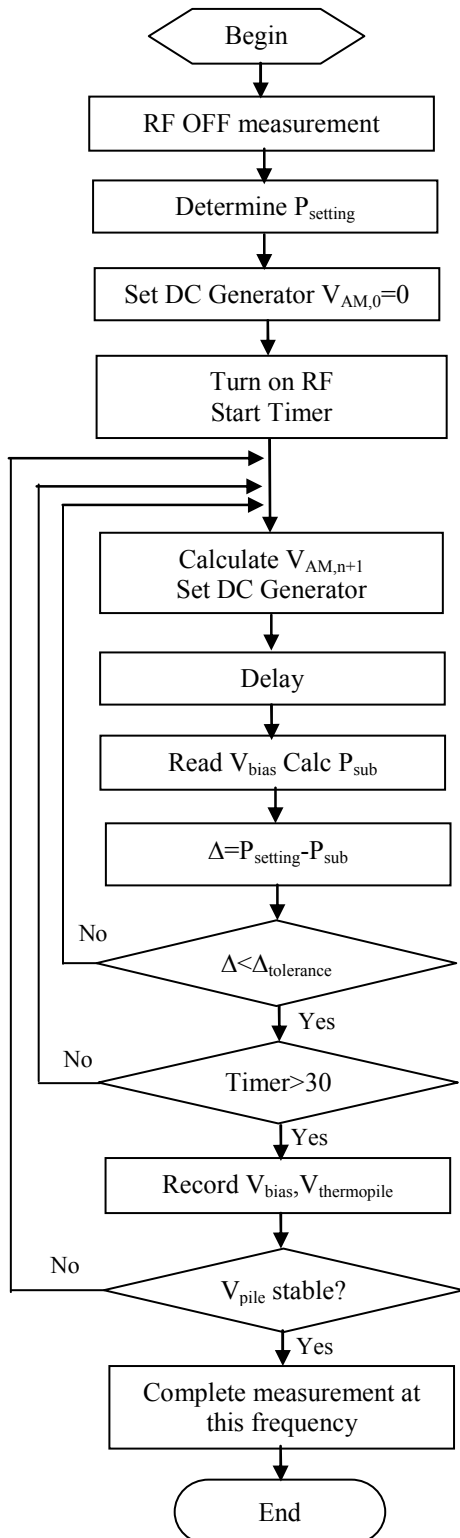 Begin
RF OFF measurement
Determine P_setting
Set DC Generator V_AM,0=0
Turn on RF
Start Timer
Calculate V_AM,n+1
Set DC Generator
Delay
Read V_bias Calc P_sub
Δ=P_setting-P_sub
No
Δ<Δ_tolerance
Yes
No
Timer>30
Yes
Record V_bias,V_thermopile
No
V_pile stable?
Yes
Complete measurement at
this frequency
End